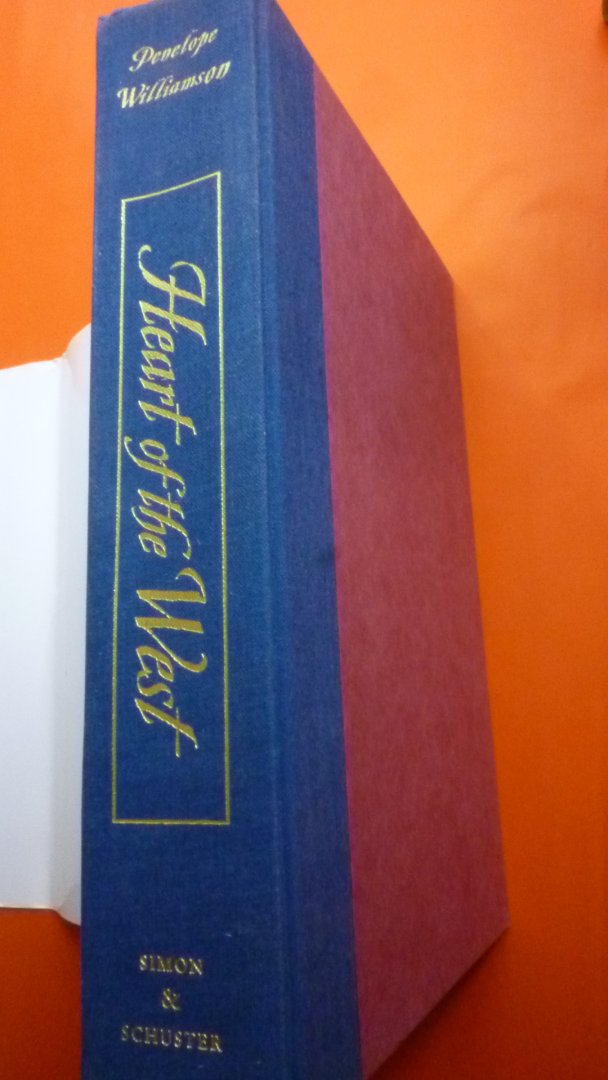 Penelope
Williamson
Heart of the West
SIMON
&
SCHUSTER